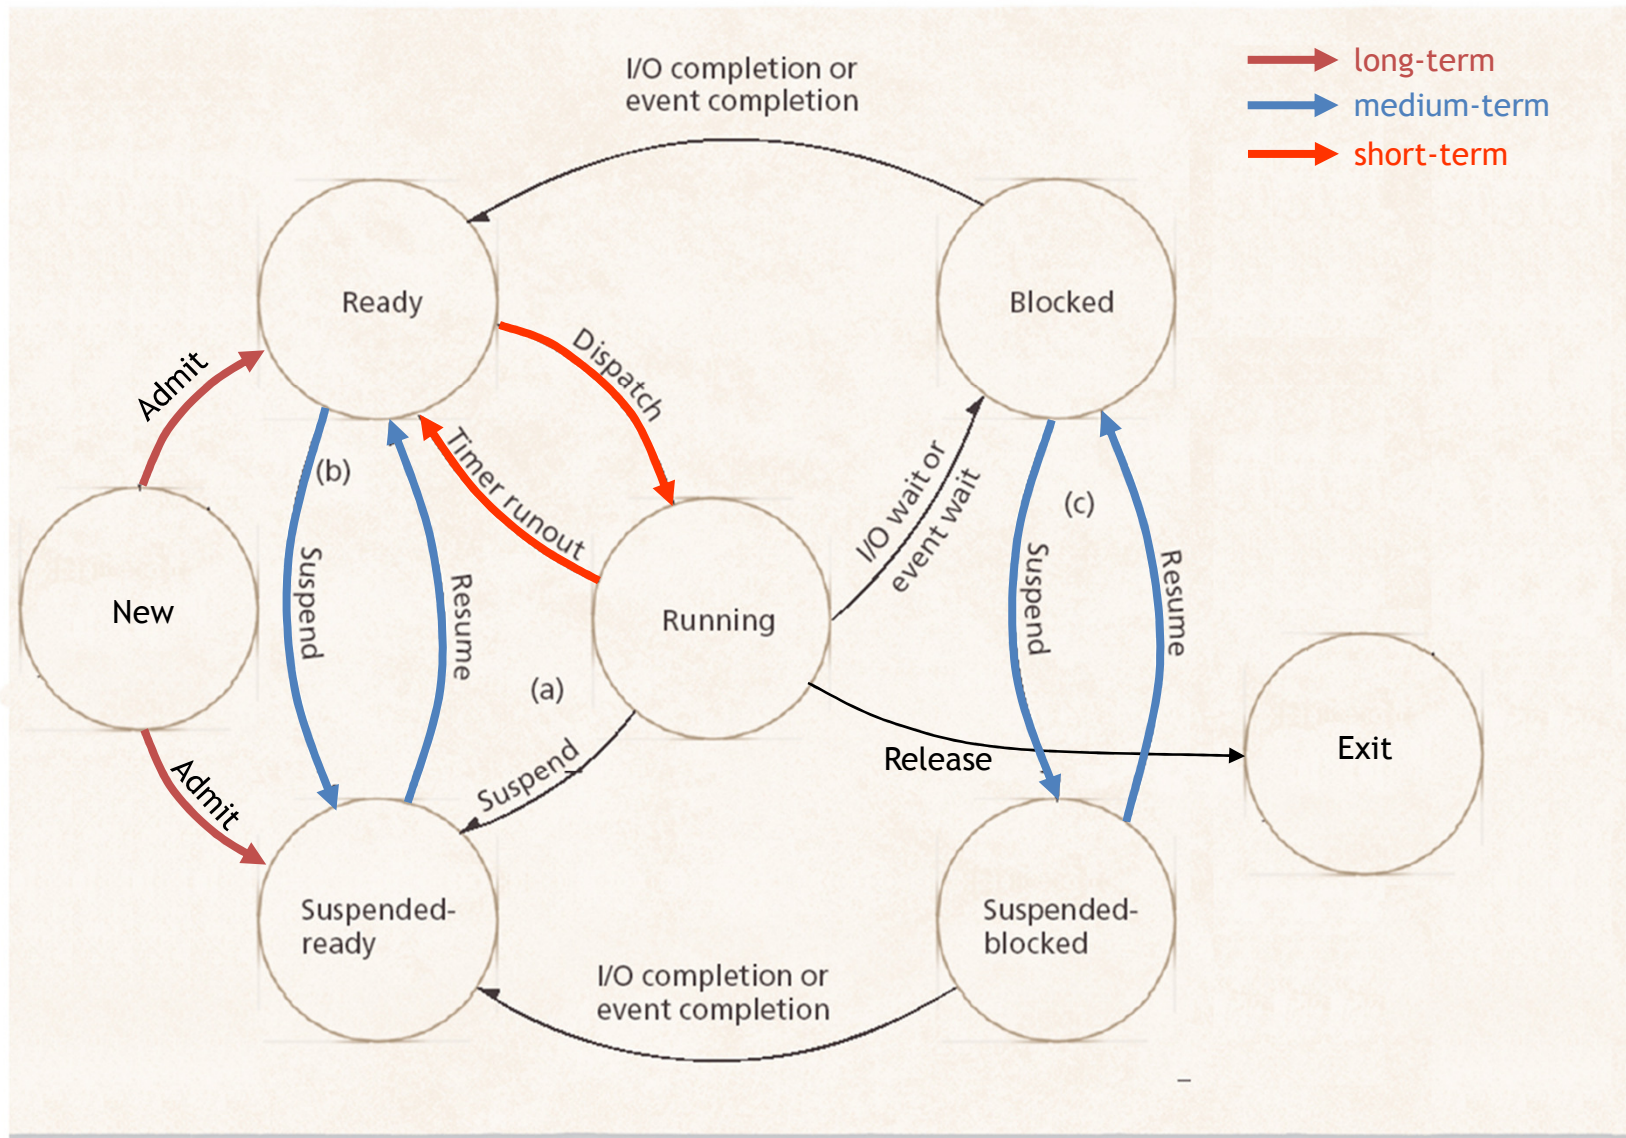 I/O completion or
event completion
long-term
medium-term
short-term
Ready
Blocked
Admit
Dispatch
Timer runout
(b)
I/O wait or
event wait
(c)
Suspend
Resume
Suspend
Resume
New
Running
(a)
Suspend
Release
Exit
Admit
Suspended-
ready
Suspended-
blocked
I/O completion or
event completion